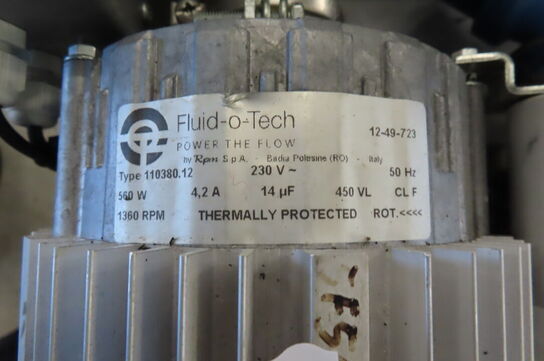 Fluid-o-Tech
POWER THE FLOW
12-49-723
by Rpm S.p.A. - Badia Polesine (RO) - Italy
Type 110380.12 230 V ~ 50 Hz
560 W 4,2 A 14 µF 450 VL CL F
1360 RPM THERMALLY PROTECTED ROT.<<<<